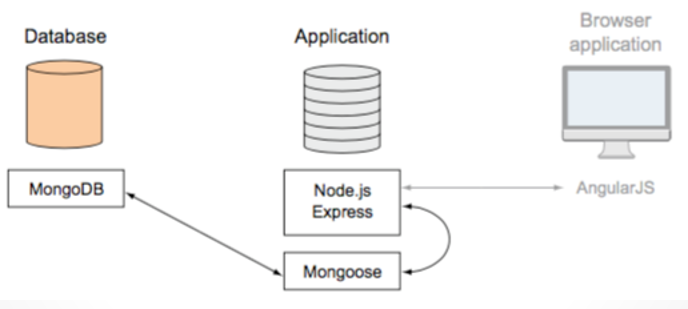 Database
Application
Browser
application
MongoDB
Node.js
Express
AngularJS
Mongoose